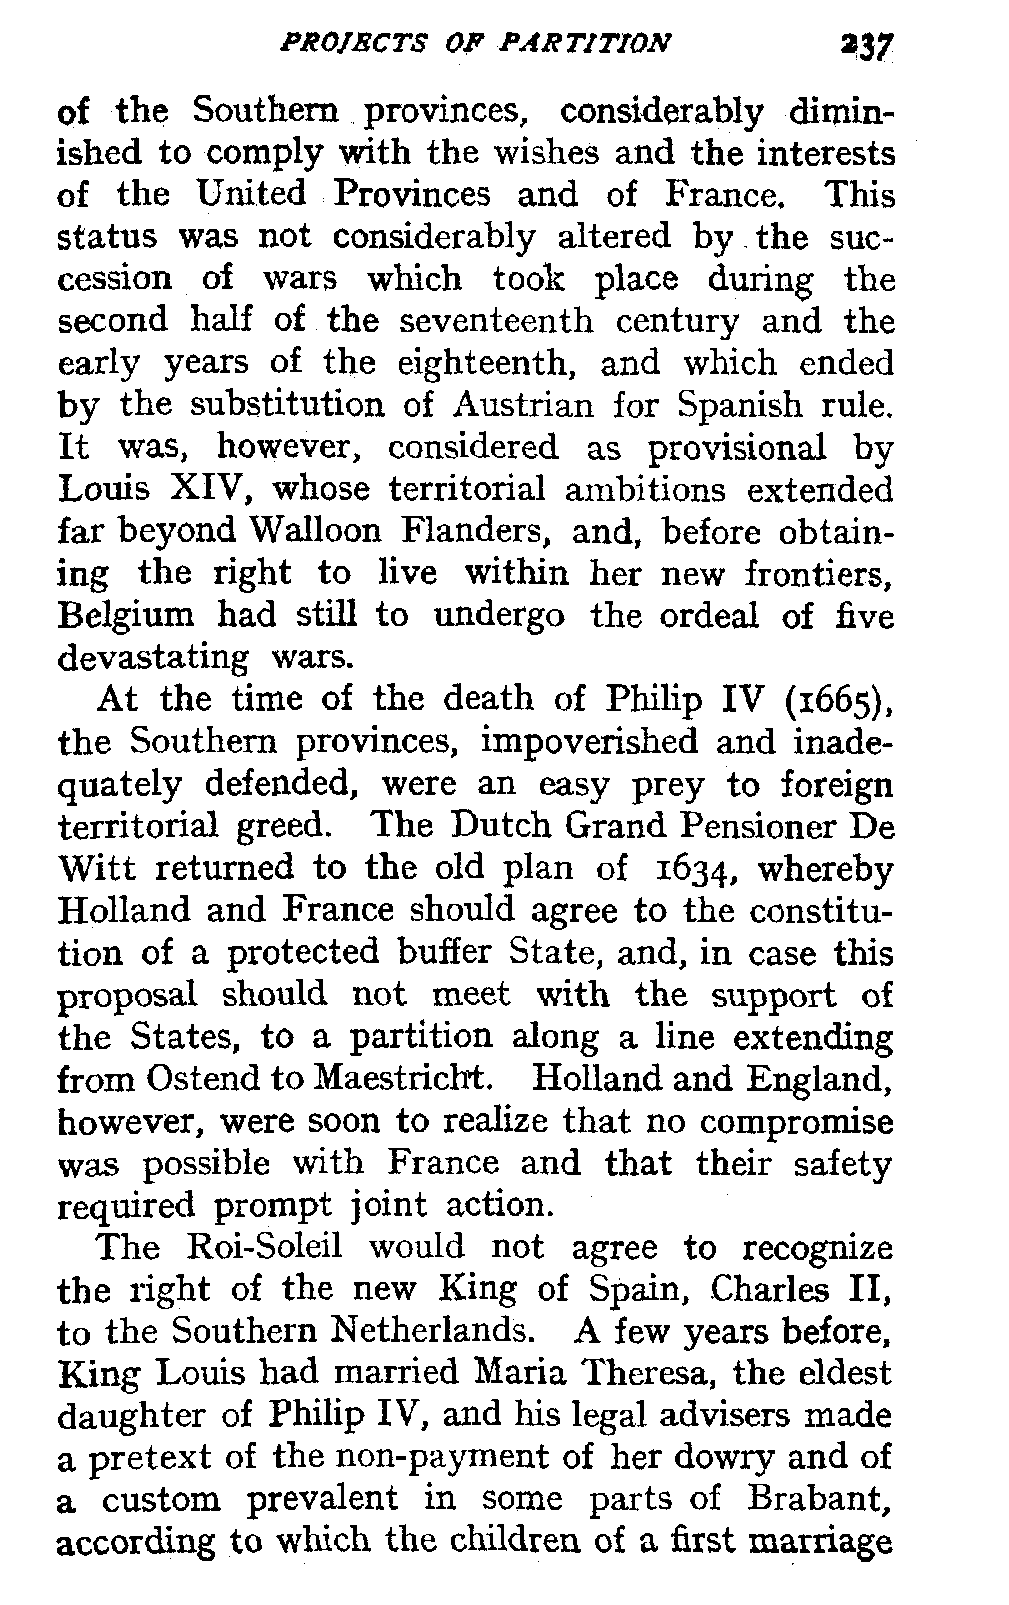 PROJECTS OF PARTITION 237
of the Southern provinces, considerably dimin-
ished to comply with the wishes and the interests
of the United Provinces and of France. This
status was not considerably altered by the suc-
cession of wars which took place during the
second half of the seventeenth century and the
early years of the eighteenth, and which ended
by the substitution of Austrian for Spanish rule.
It was, however, considered as provisional by
Louis XIV, whose territorial ambitions extended
far beyond Walloon Flanders, and, before obtain-
ing the right to live within her new frontiers,
Belgium had still to undergo the ordeal of five
devastating wars.
At the time of the death of Philip IV (1665),
the Southern provinces, impoverished and inade-
quately defended, were an easy prey to foreign
territorial greed. The Dutch Grand Pensioner De
Witt returned to the old plan of 1634, whereby
Holland and France should agree to the constitu-
tion of a protected buffer State, and, in case this
proposal should not meet with the support of
the States, to a partition along a line extending
from Ostend to Maestricht. Holland and England,
however, were soon to realize that no compromise
was possible with France and that their safety
required prompt joint action.
The Roi-Soleil would not agree to recognize
the right of the new King of Spain, Charles II,
to the Southern Netherlands. A few years before,
King Louis had married Maria Theresa, the eldest
daughter of Philip IV, and his legal advisers made
a pretext of the non-payment of her dowry and of
a custom prevalent in some parts of Brabant,
according to which the children of a first marriage